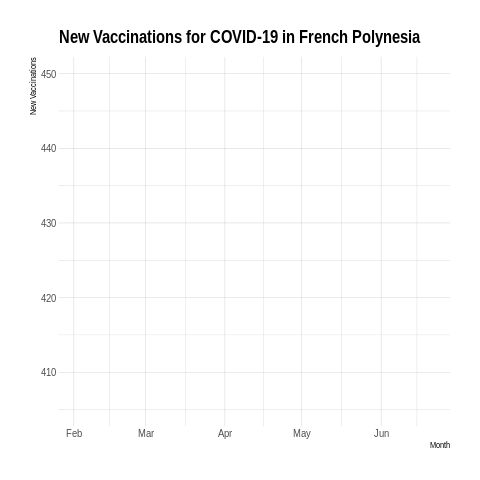 New Vaccinations for COVID-19 in French Polynesia
New Vaccinations
450
440
430
420
410
Feb Mar Apr May Jun
Month